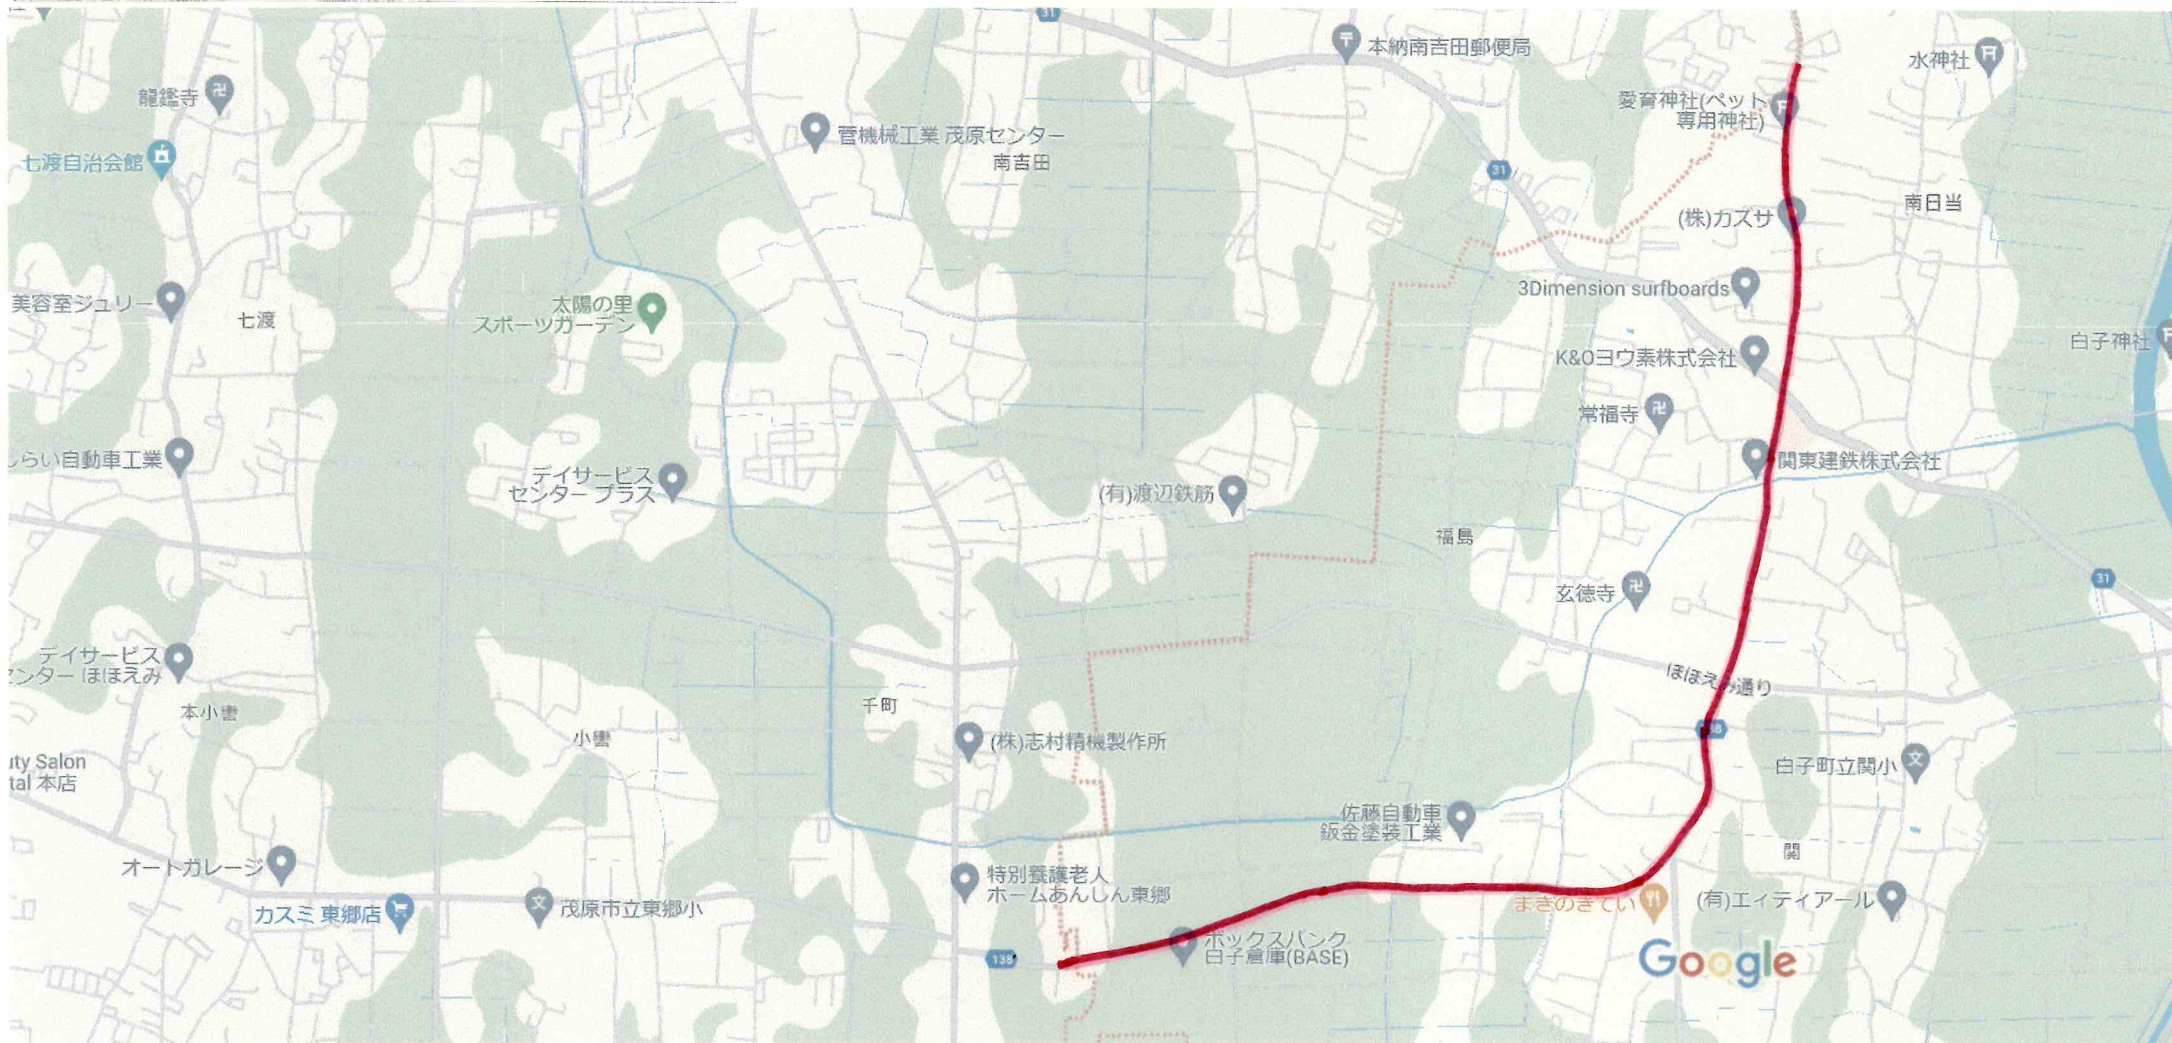 31
本納南吉田郵便局
水神社
龍鑑寺
愛育神社(ペット
専用神社)
菅機械工業 茂原センター
南吉田
七渡自治会館
31
南日当
(株)カズサ
3Dimension surfboards
美容室ジュリー
七渡
太陽の里
スポーツガーデン
白子神社
K&Oヨウ素株式会社
常福寺
しらい自動車工業
関東建鉄株式会社
デイサービス
センター プラス
(有)渡辺鉄筋
福島
31
玄徳寺
デイサービス
センター ほほえみ
ほほえみ通り
本小轡
千町
小轡
138
(株)志村精機製作所
uty Salon
tal 本店
白子町立関小
佐藤自動車
鈑金塗装工業
関
オートガレージ
特別養護老人
ホームあんしん東郷
カスミ 東郷店
茂原市立東郷小
まきのきてい
(有)エィティアール
ボックスバンク
白子倉庫(BASE)
138
Google